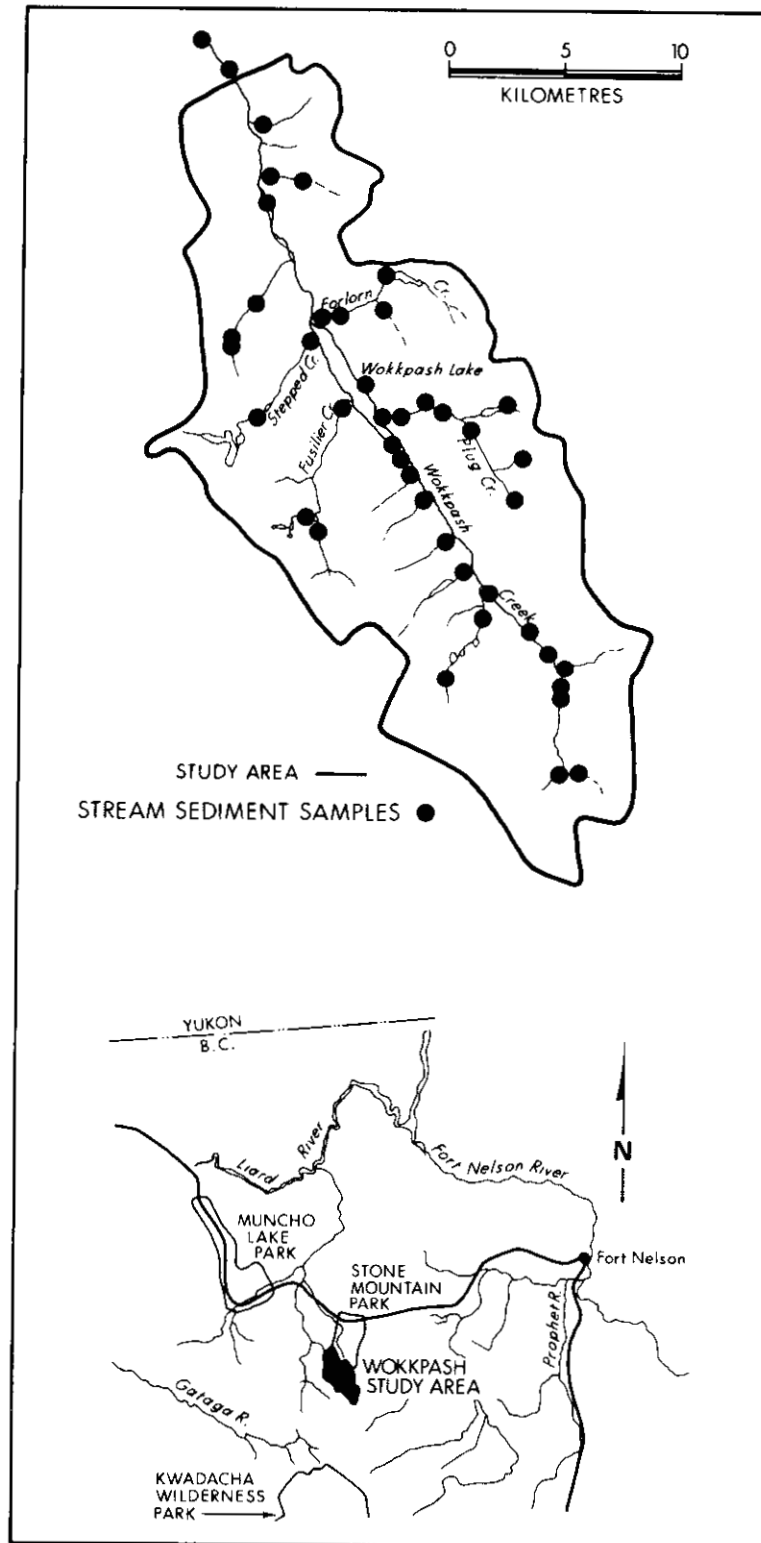 0 5 10
KILOMETRES
Forlorn
Cr.
Wokkpash Lake
Stepped Cr.
Fusilier Cr.
Plug Cr.
Wokkpash
Creek
STUDY AREA
STREAM SEDIMENT SAMPLES
YUKON
B.C.
Liard
River
Fort Nelson River
N
MUNCHO
LAKE
PARK
STONE
MOUNTAIN
PARK
Fort Nelson
Prophet R.
WOKKPASH
STUDY AREA
Gataga R.
KWADACHA
WILDERNESS
PARK